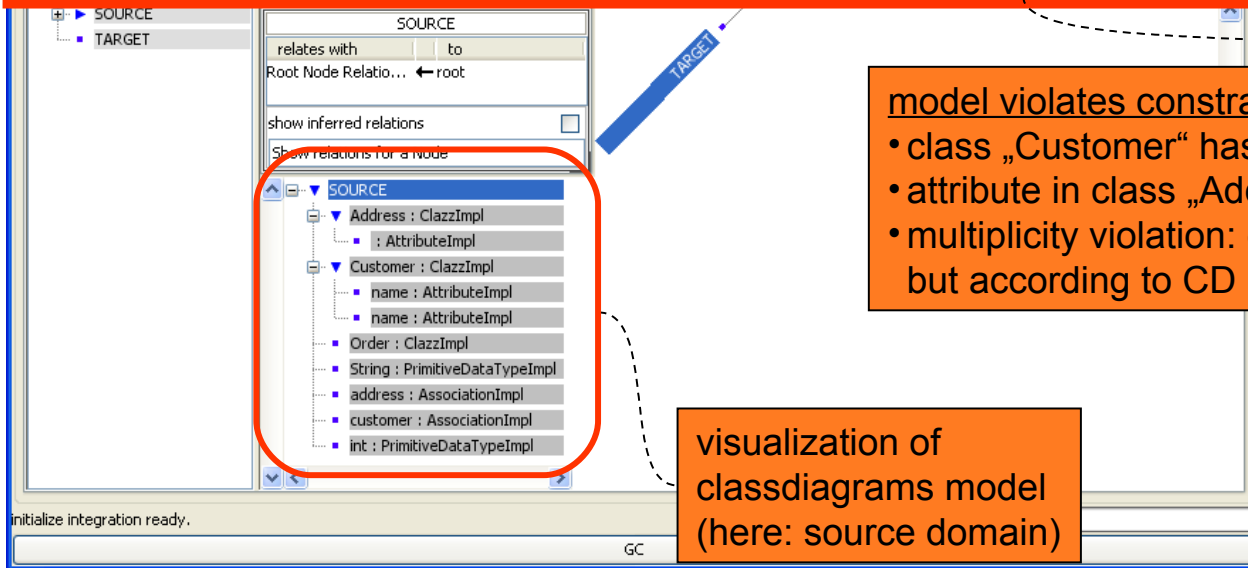 SOURCE
TARGET
SOURCE
relates with to
Root Node Relatio... root
show inferred relations
Show relations for a Node
TARGET
SOURCE
Address : ClazzImpl
: AttributeImpl
Customer : ClazzImpl
name : AttributeImpl
name : AttributeImpl
Order : ClazzImpl
String : PrimitiveDataTypeImpl
address : AssociationImpl
customer : AssociationImpl
int : PrimitiveDataTypeImpl
model violates constra
• class „Customer“ has
• attribute in class „Ad
• multiplicity violation:
but according to CD
visualization of
classdiagrams model
(here: source domain)
initialize integration ready.
GC